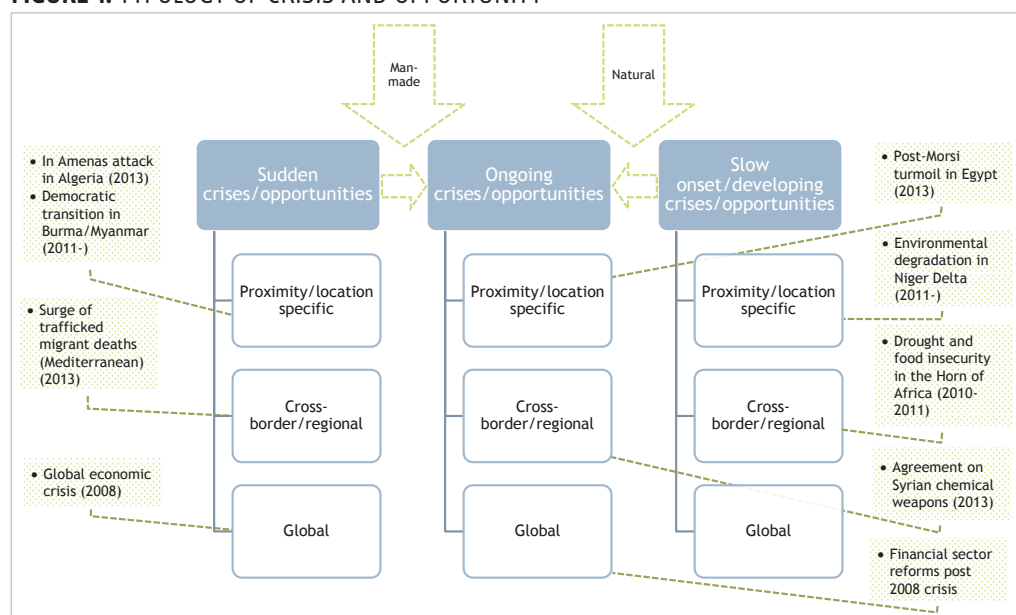 FIGURE 1. TYPOLOGY OF CRISIS AND OPPORTUNITY
Man-
made
Natural
Sudden
crises/opportunities
Ongoing
crises/opportunities
Slow
onset/developing
crises/opportunities
• In Amenas attack
in Algeria (2013)
• Democratic
transition in
Burma/Myanmar
(2011-)
• Surge of
trafficked
migrant deaths
(Mediterranean)
(2013)
• Global economic
crisis (2008)
Proximity/location
specific
Cross-
border/regional
Global
Proximity/location
specific
Cross-
border/regional
Global
Proximity/location
specific
Cross-
border/regional
Global
• Post-Morsi
turmoil in Egypt
(2013)
• Environmental
degradation in
Niger Delta
(2011-)
• Drought and
food insecurity
in the Horn of
Africa (2010-
2011)
• Agreement on
Syrian chemical
weapons (2013)
• Financial sector
reforms post
2008 crisis